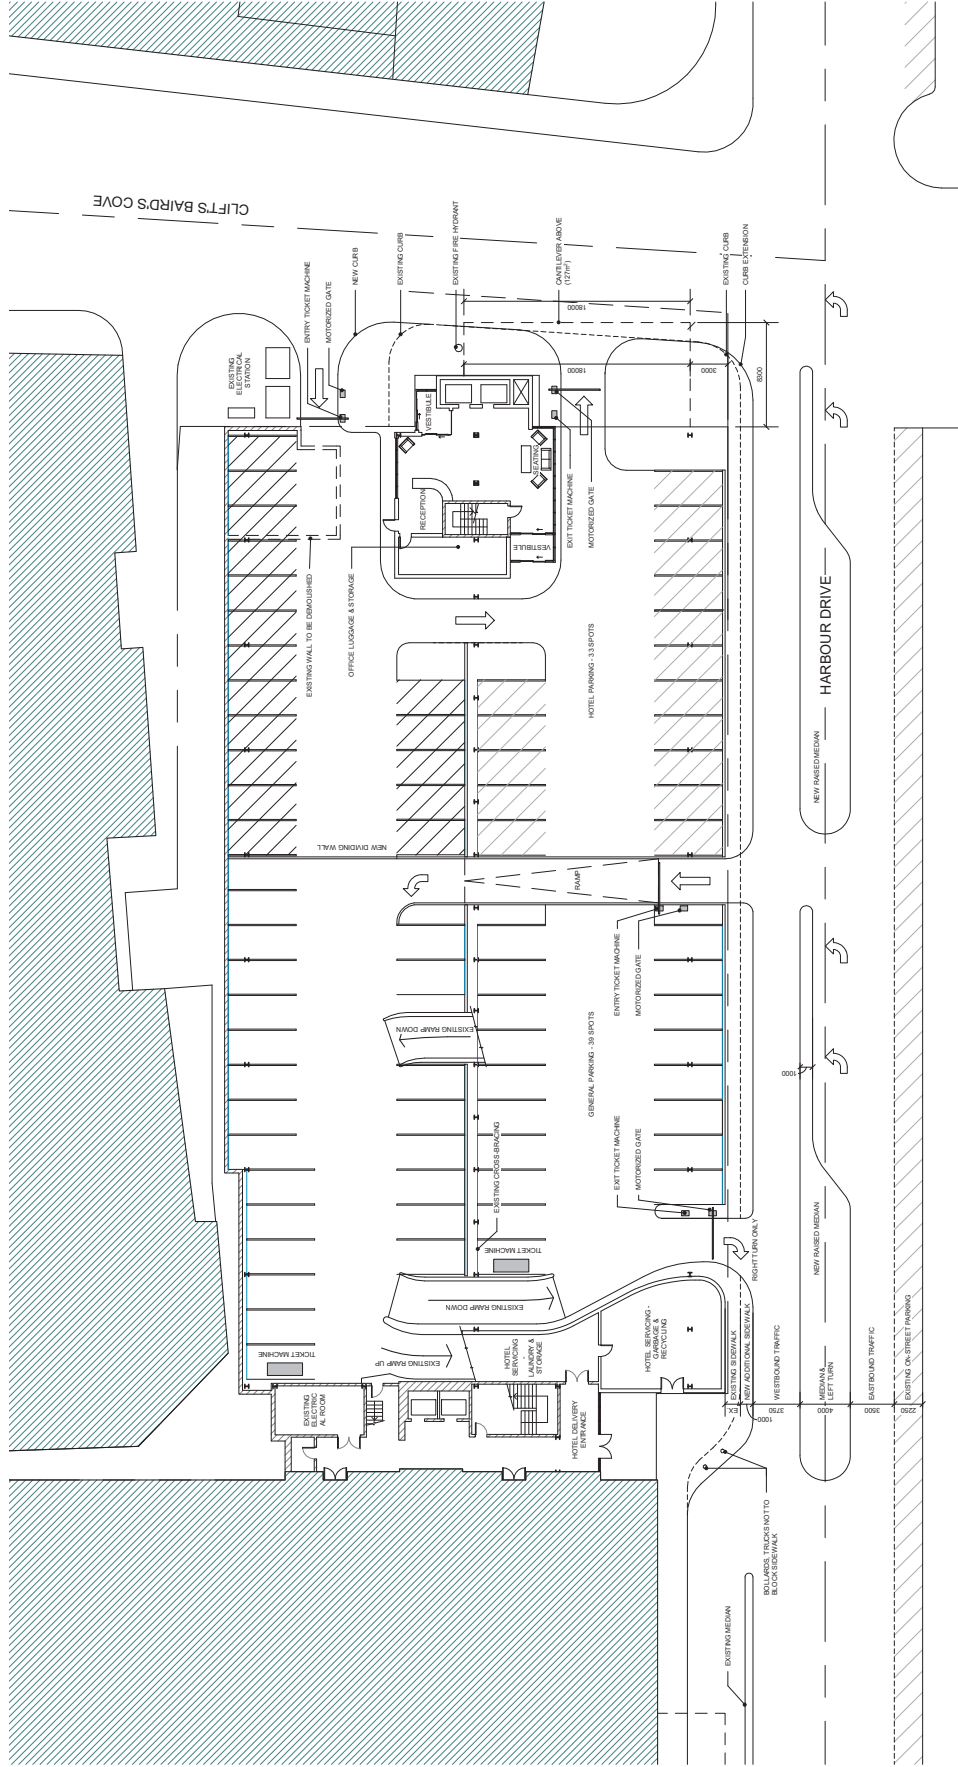 CLIFT'S BAIRD'S COVE
EXISTING
ELECTRICAL
STATION
ENTRY TICKET MACHINE
MOTORIZED GATE
NEW CURB
EXISTING CURB
EXISTING FIRE HYDRANT
CANTILEVER ABOVE
(127m²)
EXISTING CURB
CURB EXTENSION
18000
18000
3000
8300
VESTIBULE
RECEPTION
SEATING
VESTIBULE
EXIT TICKET MACHINE
MOTORIZED GATE
EXISTING WALL TO BE DEMOLISHED
OFFICE LUGGAGE & STORAGE
HOTEL PARKING - 33 SPOTS
HARBOUR DRIVE
NEW RAISED MEDIAN
NEW DIVIDING WALL
RAMP
ENTRY TICKET MACHINE
MOTORIZED GATE
EXISTING RAMP DOWN
GENERAL PARKING - 39 SPOTS
1000
EXISTING CROSS-BRACING
EXIT TICKET MACHINE
MOTORIZED GATE
TICKET MACHINE
RIGHT TURN ONLY
NEW RAISED MEDIAN
EXISTING RAMP DOWN
TICKET MACHINE
EXISTING RAMP UP
HOTEL
SERVICING
- LAUNDRY &
STORAGE
HOTEL SERVICING -
GARBAGE &
RECYCLING
EXISTING
ELECTRIC
AL ROOM
HOTEL DELIVERY
ENTRANCE
EXISTING SIDEWALK
NEW ADDITIONAL SIDEWALK
WESTBOUND TRAFFIC
MEDIAN &
LEFT TURN
EASTBOUND TRAFFIC
EXISTING ON-STREET PARKING
EX
1000
3750
4000
3500
2250
BOLLARDS, TRUCKS NOT TO
BLOCK SIDEWALK
EXISTING MEDIAN